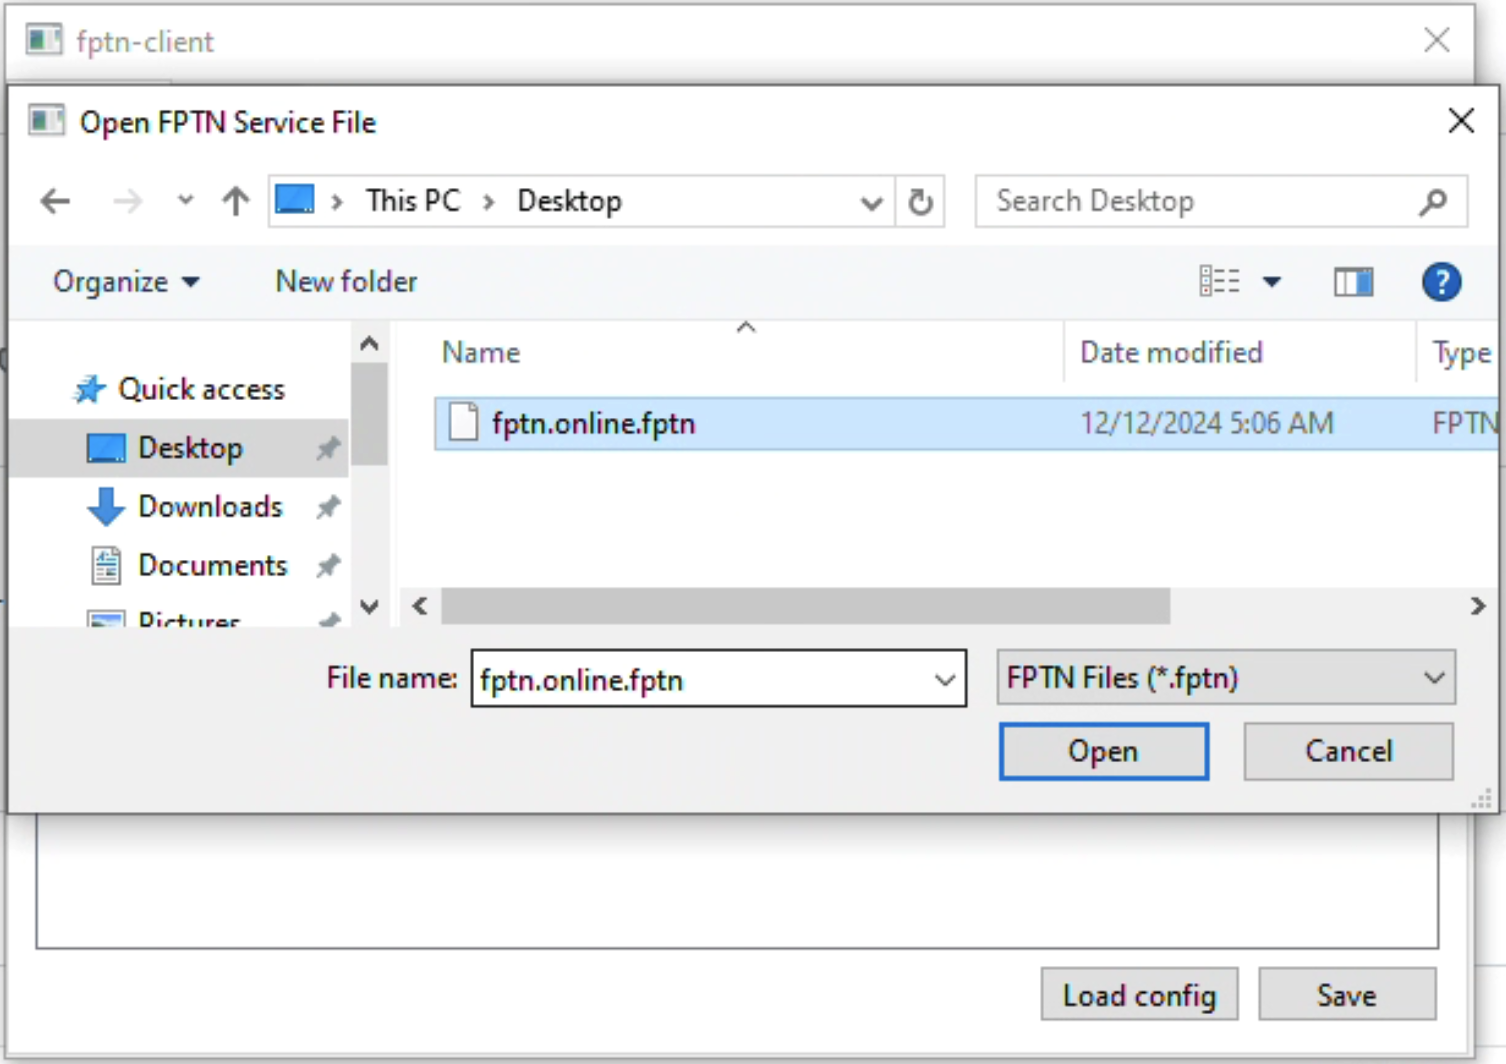 fptn-client
Open FPTN Service File
This PC > Desktop
Search Desktop
Organize
New folder
?
Name
Date modified
Type
Quick access
fptn.online.fptn
12/12/2024 5:06 AM
FPTN
Desktop
Downloads
Documents
Pictures
File name:
fptn.online.fptn
FPTN Files (*.fptn)
Open
Cancel
Load config
Save